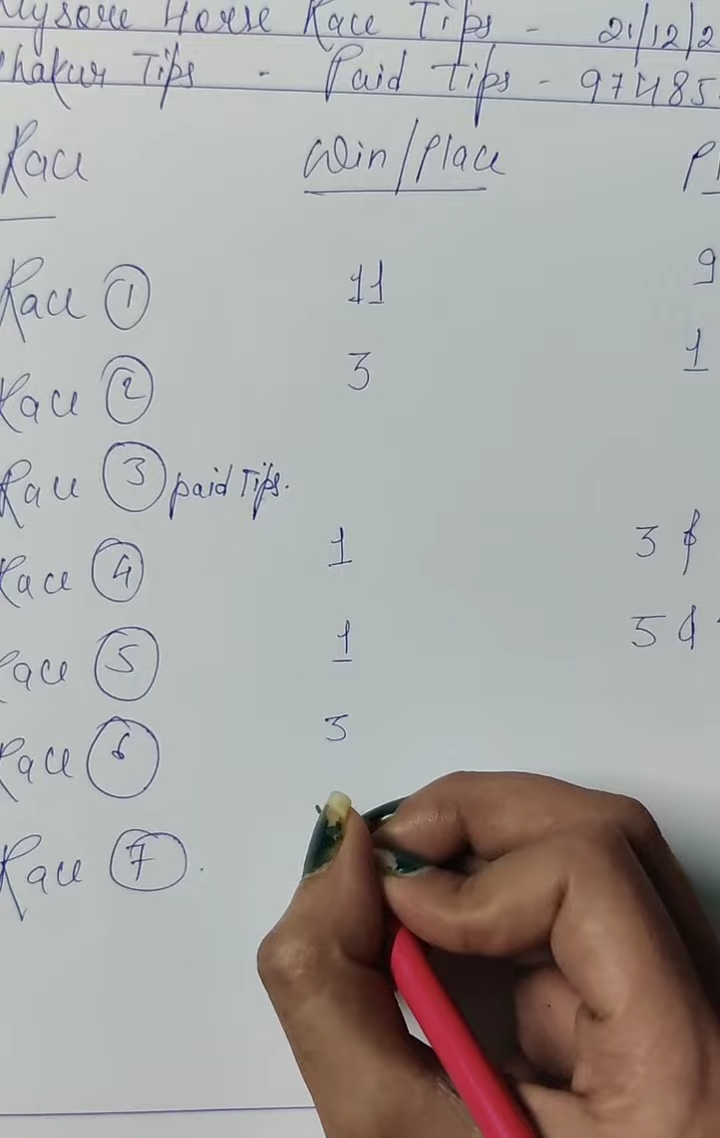 Mysore Horse Race Tips - 21/12/2
Thakur Tips - Paid Tips - 97485
Race Win/Place Pl
Race 1 11 9
Race 2 3 1
Race 3 paid Tips.
Race 4 1 3
Race 5 1 5
Race 6 3
Race 7.